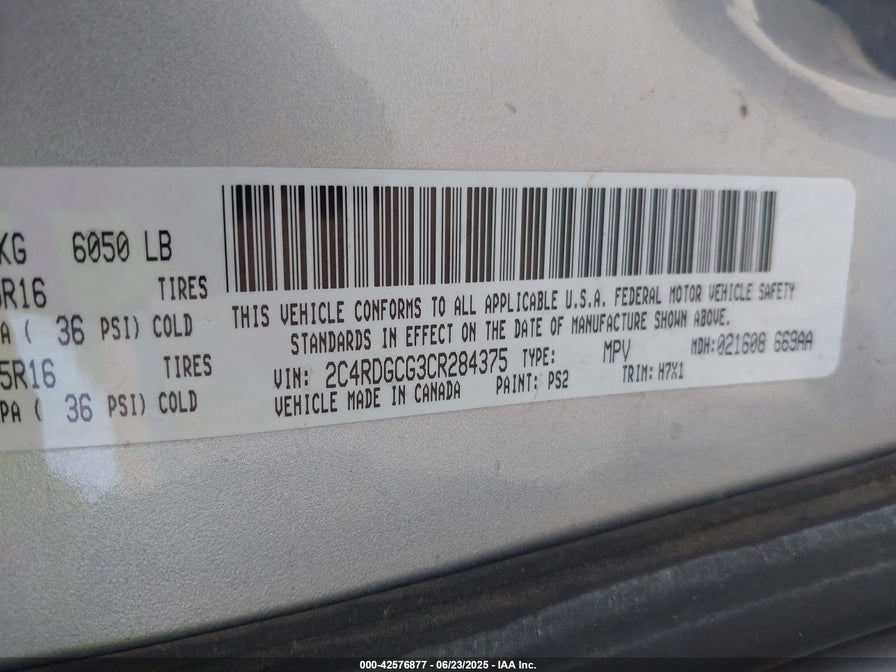 KG 6050 LB
5R16 TIRES
PA ( 36 PSI) COLD
5R16 TIRES
PA ( 36 PSI) COLD
THIS VEHICLE CONFORMS TO ALL APPLICABLE U.S.A. FEDERAL MOTOR VEHICLE SAFETY
STANDARDS IN EFFECT ON THE DATE OF MANUFACTURE SHOWN ABOVE.
VIN: 2C4RDGCG3CR284375 TYPE: MPV MDH:021608 669AA
VEHICLE MADE IN CANADA PAINT: PS2 TRIM: H7X1
000-42576877 - 06/23/2025 - IAA Inc.